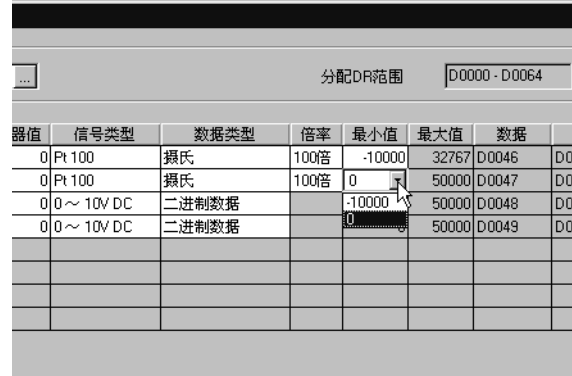 ... 分配DR范围 D0000 - D0064
器值 信号类型 数据类型 倍率 最小值 最大值 数据
0 Pt 100 摄氏 100倍 -10000 32767 D0046 D0
0 Pt 100 摄氏 100倍 0 50000 D0047 D0
0 0～10V DC 二进制数据 -10000 50000 D0048 D0
0 0～10V DC 二进制数据 0 50000 D0049 D0